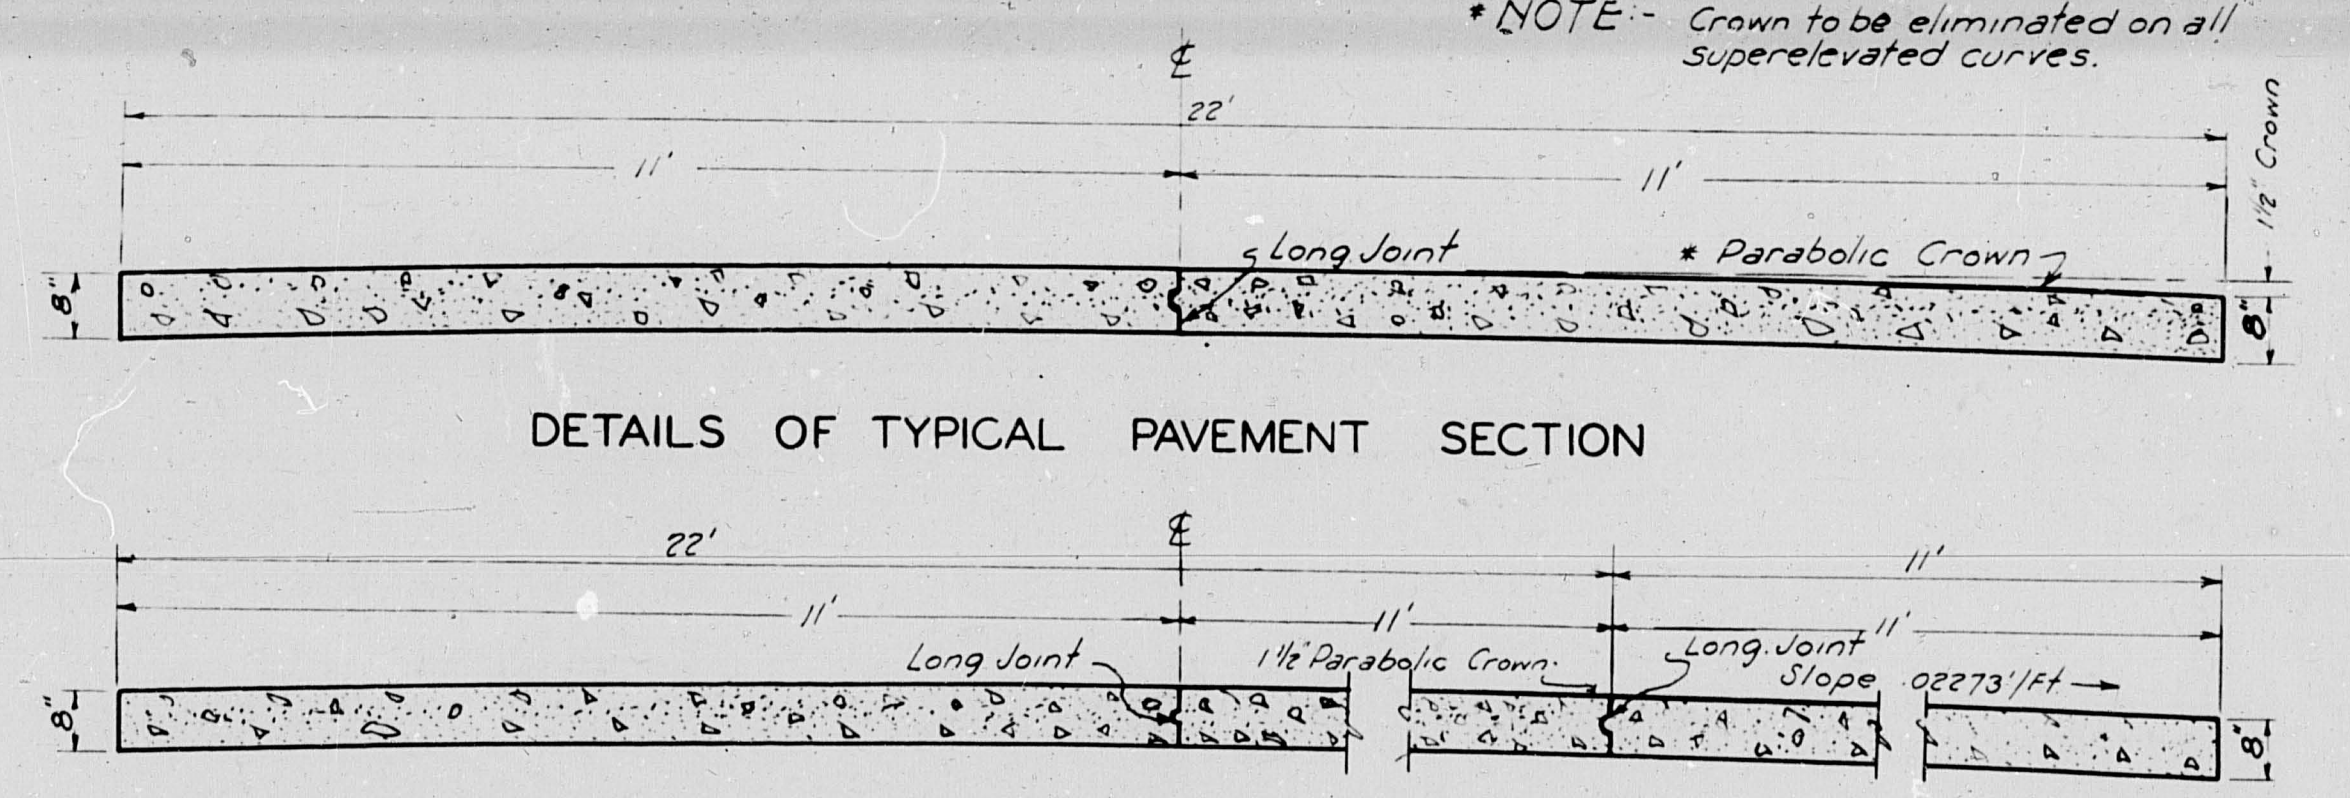 * NOTE:- Crown to be eliminated on all
superelevated curves.
℄
22'
11'
11'
1½" Crown
Long. Joint
* Parabolic Crown
8"
8"
DETAILS OF TYPICAL PAVEMENT SECTION
℄
22'
11'
11'
11'
11'
Long. Joint
1½" Parabolic Crown.
Long. Joint
Slope .02273'/Ft.
8"
8"